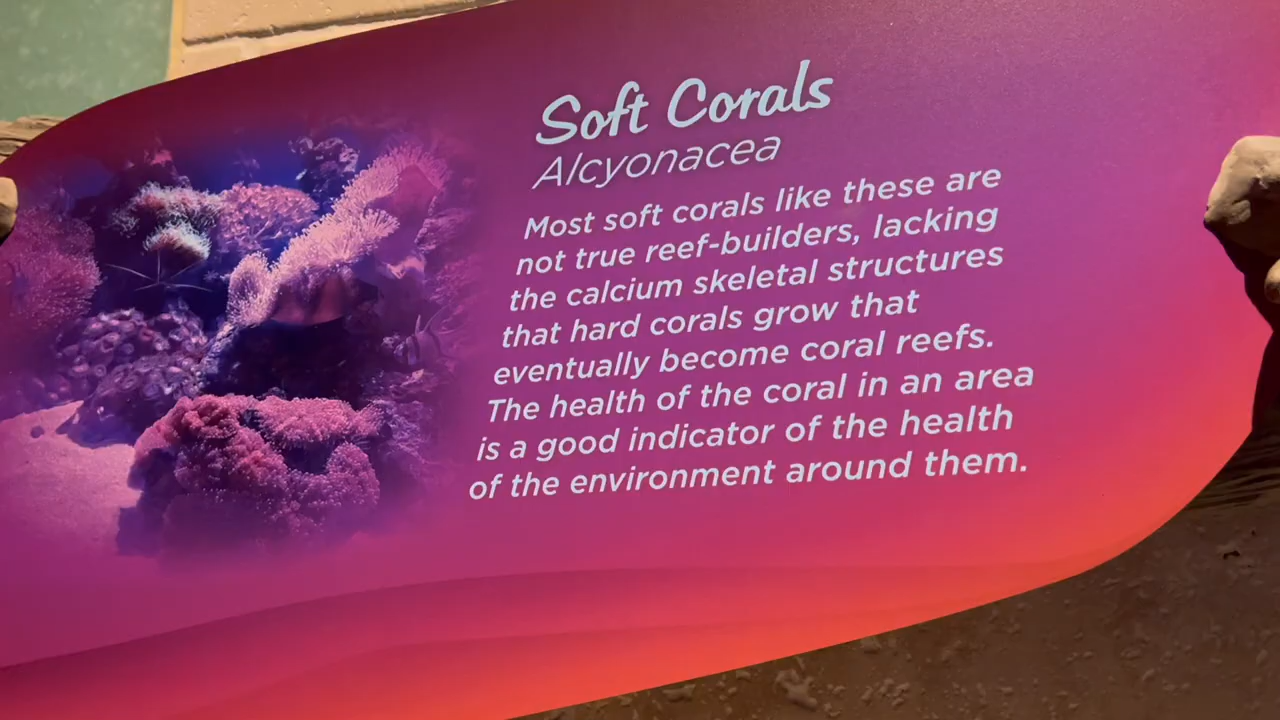 Soft Corals
Alcyonacea
Most soft corals like these are
not true reef-builders, lacking
the calcium skeletal structures
that hard corals grow that
eventually become coral reefs.
The health of the coral in an area
is a good indicator of the health
of the environment around them.